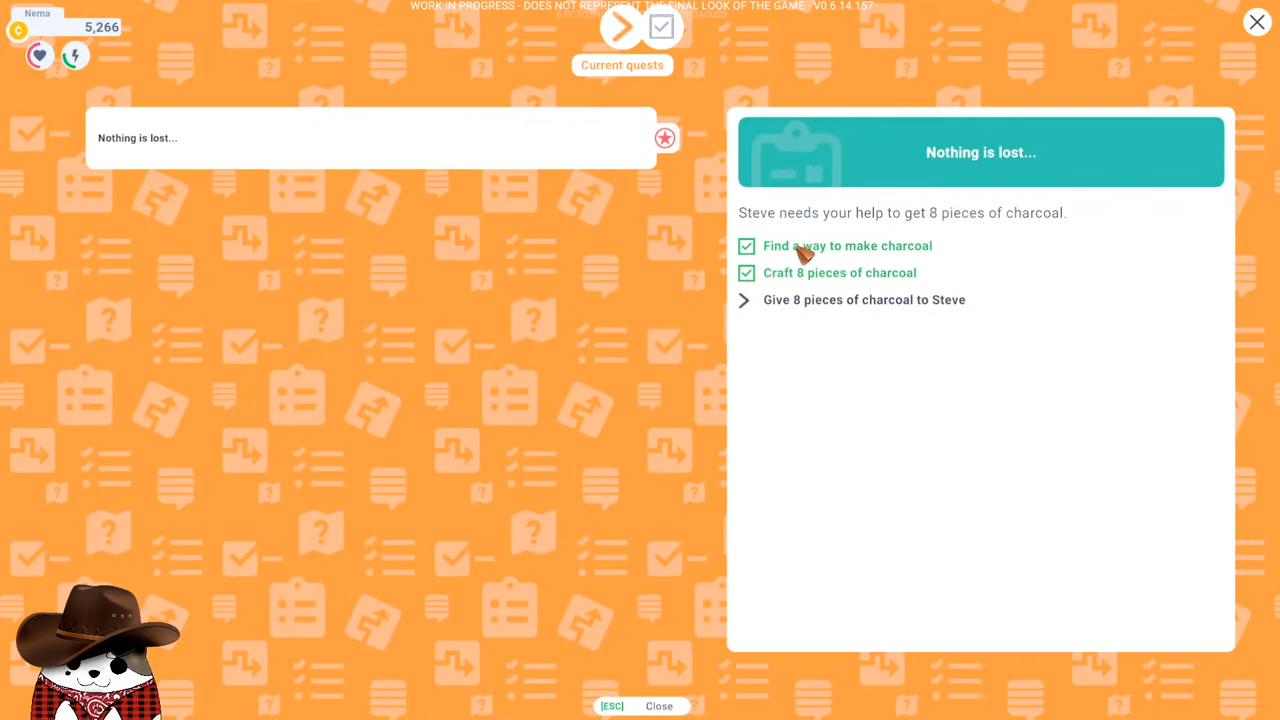 WORK IN PROGRESS - DOES NOT REPRESENT THE FINAL LOOK OF THE GAME - V0.6.14.157
Nema
5,266
Current quests
Nothing is lost...
Nothing is lost...
Steve needs your help to get 8 pieces of charcoal.
Find a way to make charcoal
Craft 8 pieces of charcoal
Give 8 pieces of charcoal to Steve
[ESC] Close